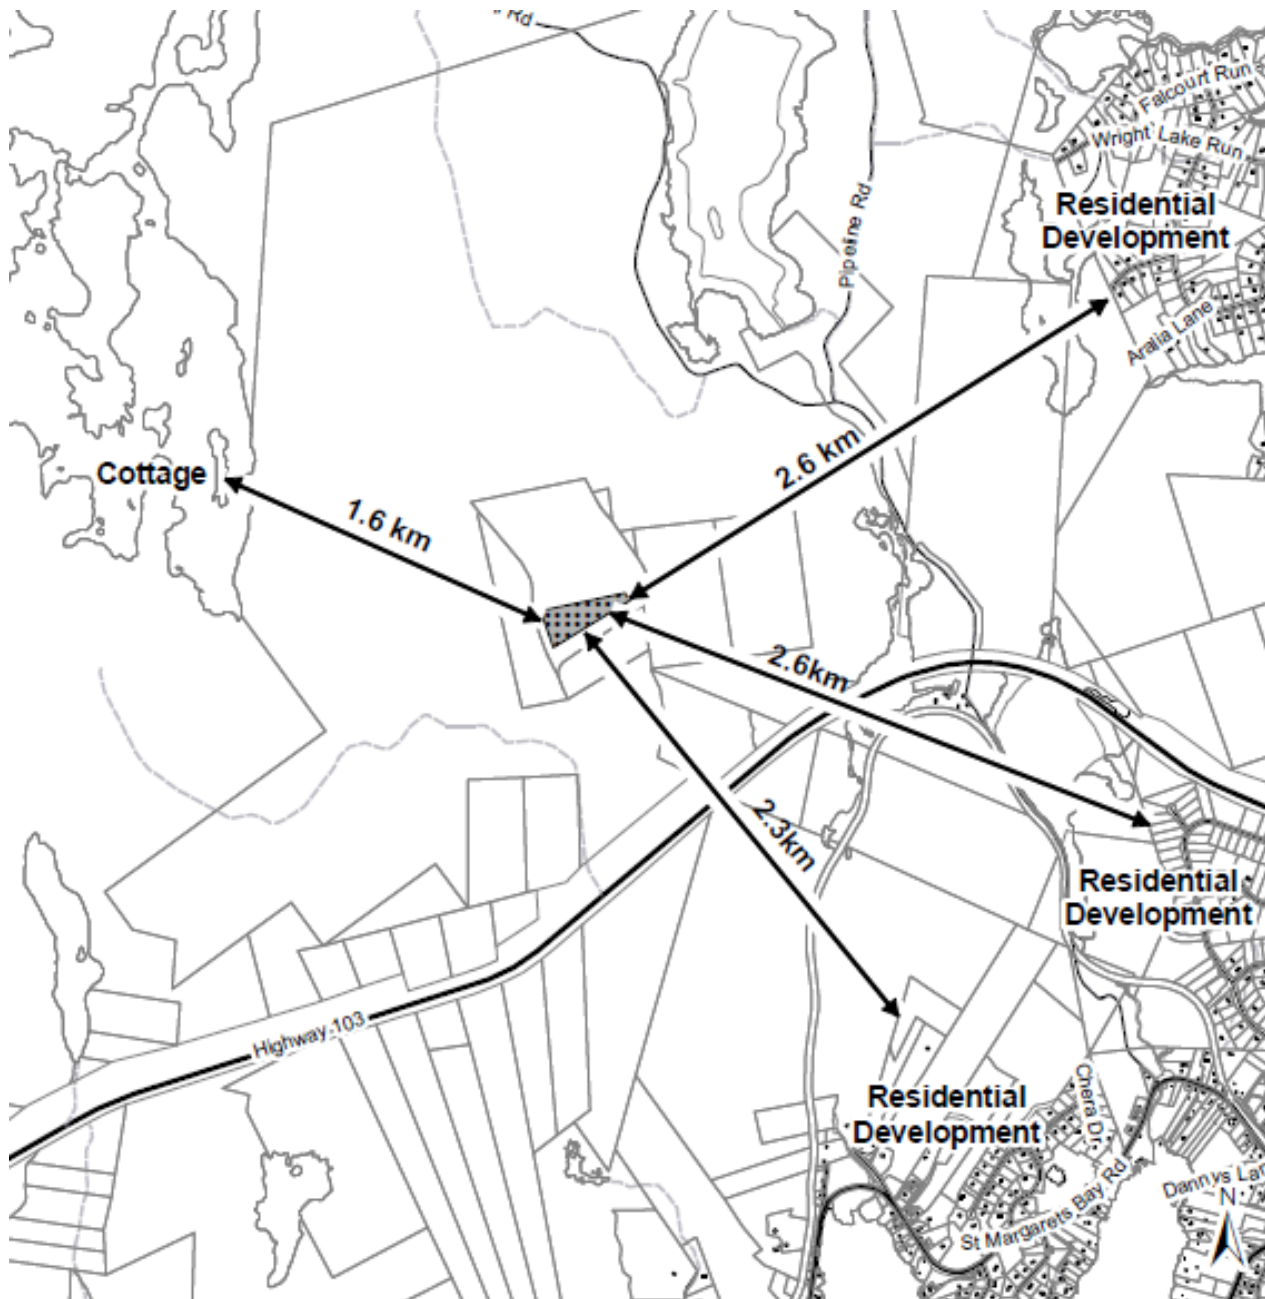 Rd
Falcourt Run
Wright Lake Run
Residential
Development
Pipeline Rd
Aralia Lane
2.6 km
Cottage
1.6 km
2.6km
2.3km
Residential
Development
Highway 103
Residential
Development
Chera Dr
St Margarets Bay Rd
Dannys Lan
N